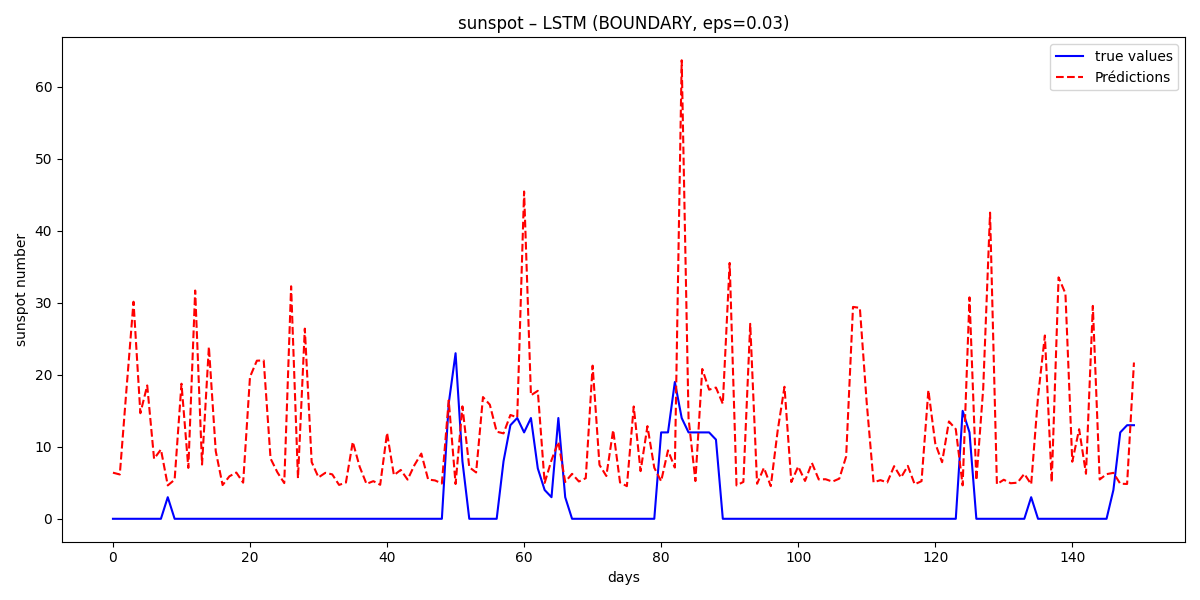 sunspot – LSTM (BOUNDARY, eps=0.03)
true values
Prédictions
sunspot number
60
50
40
30
20
10
0
0 20 40 60 80 100 120 140
days